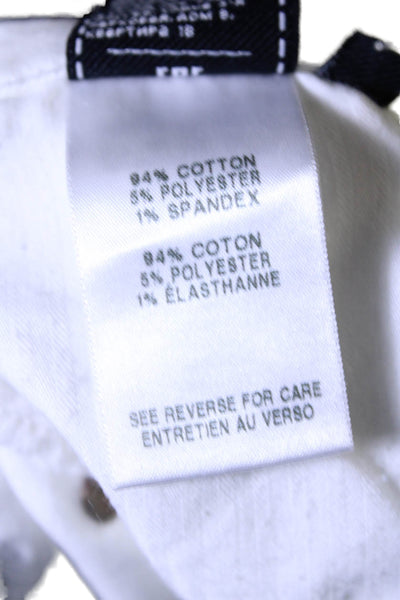 94% COTTON
5% POLYESTER
1% SPANDEX
94% COTON
5% POLYESTER
1% ÉLASTHANNE
SEE REVERSE FOR CARE
ENTRETIEN AU VERSO